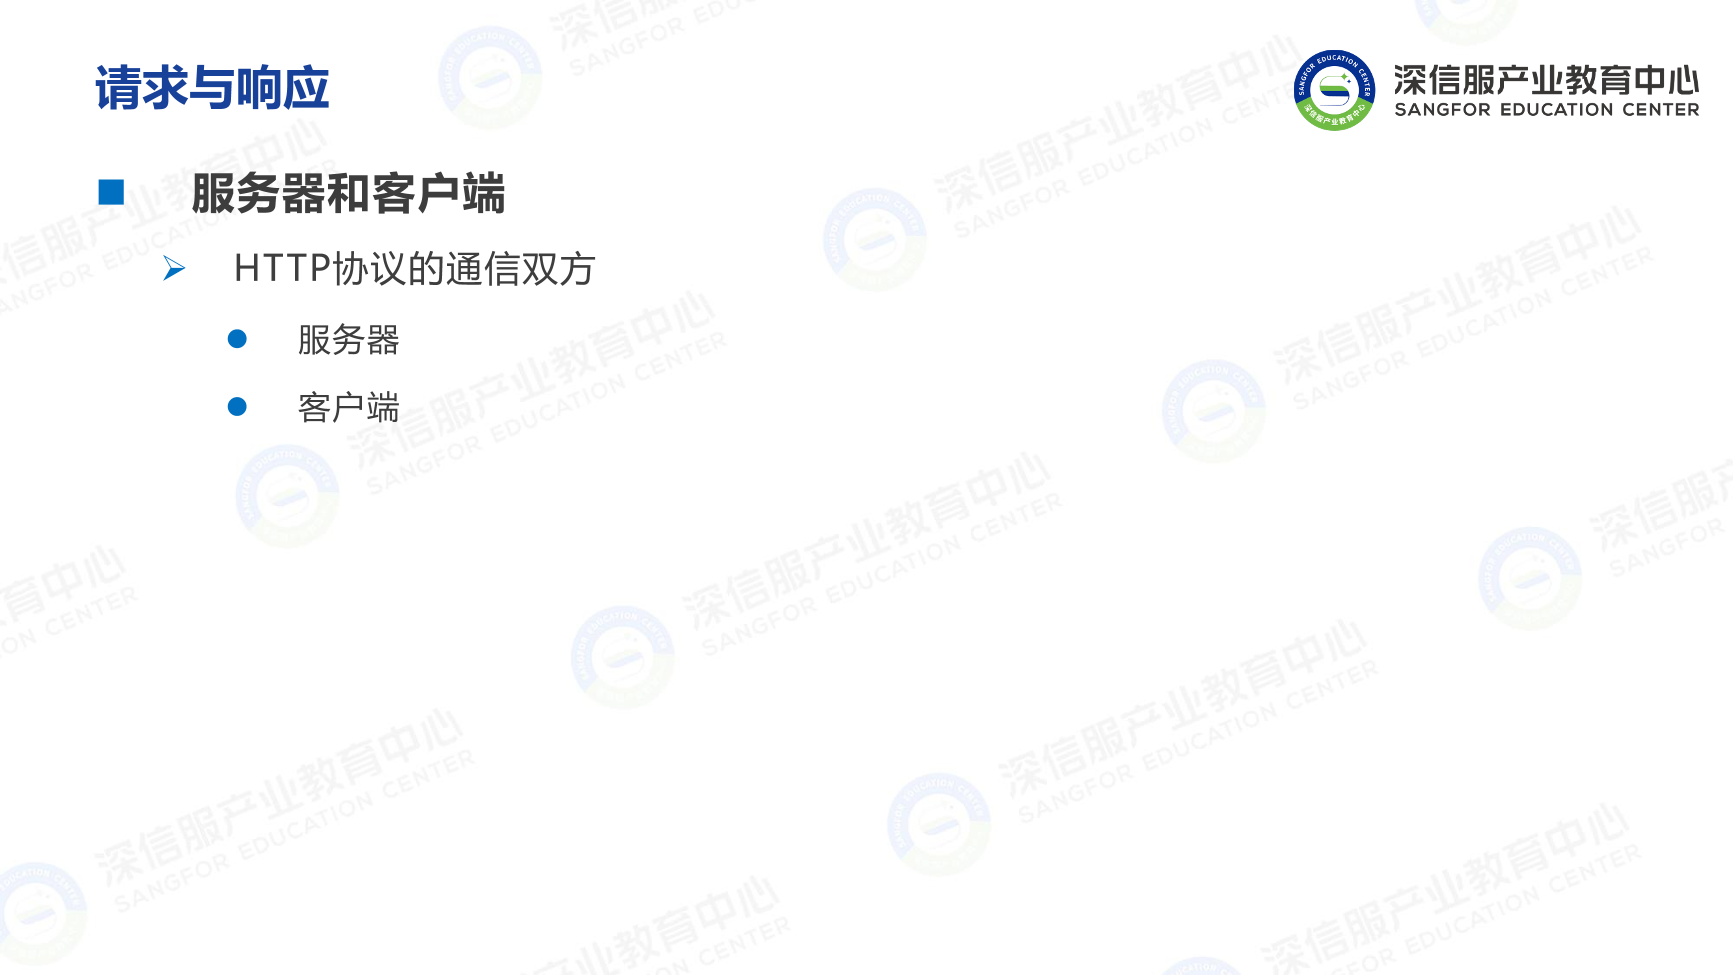 请求与响应
深信服产业教育中心
SANGFOR EDUCATION CENTER
服务器和客户端
HTTP协议的通信双方
服务器
客户端